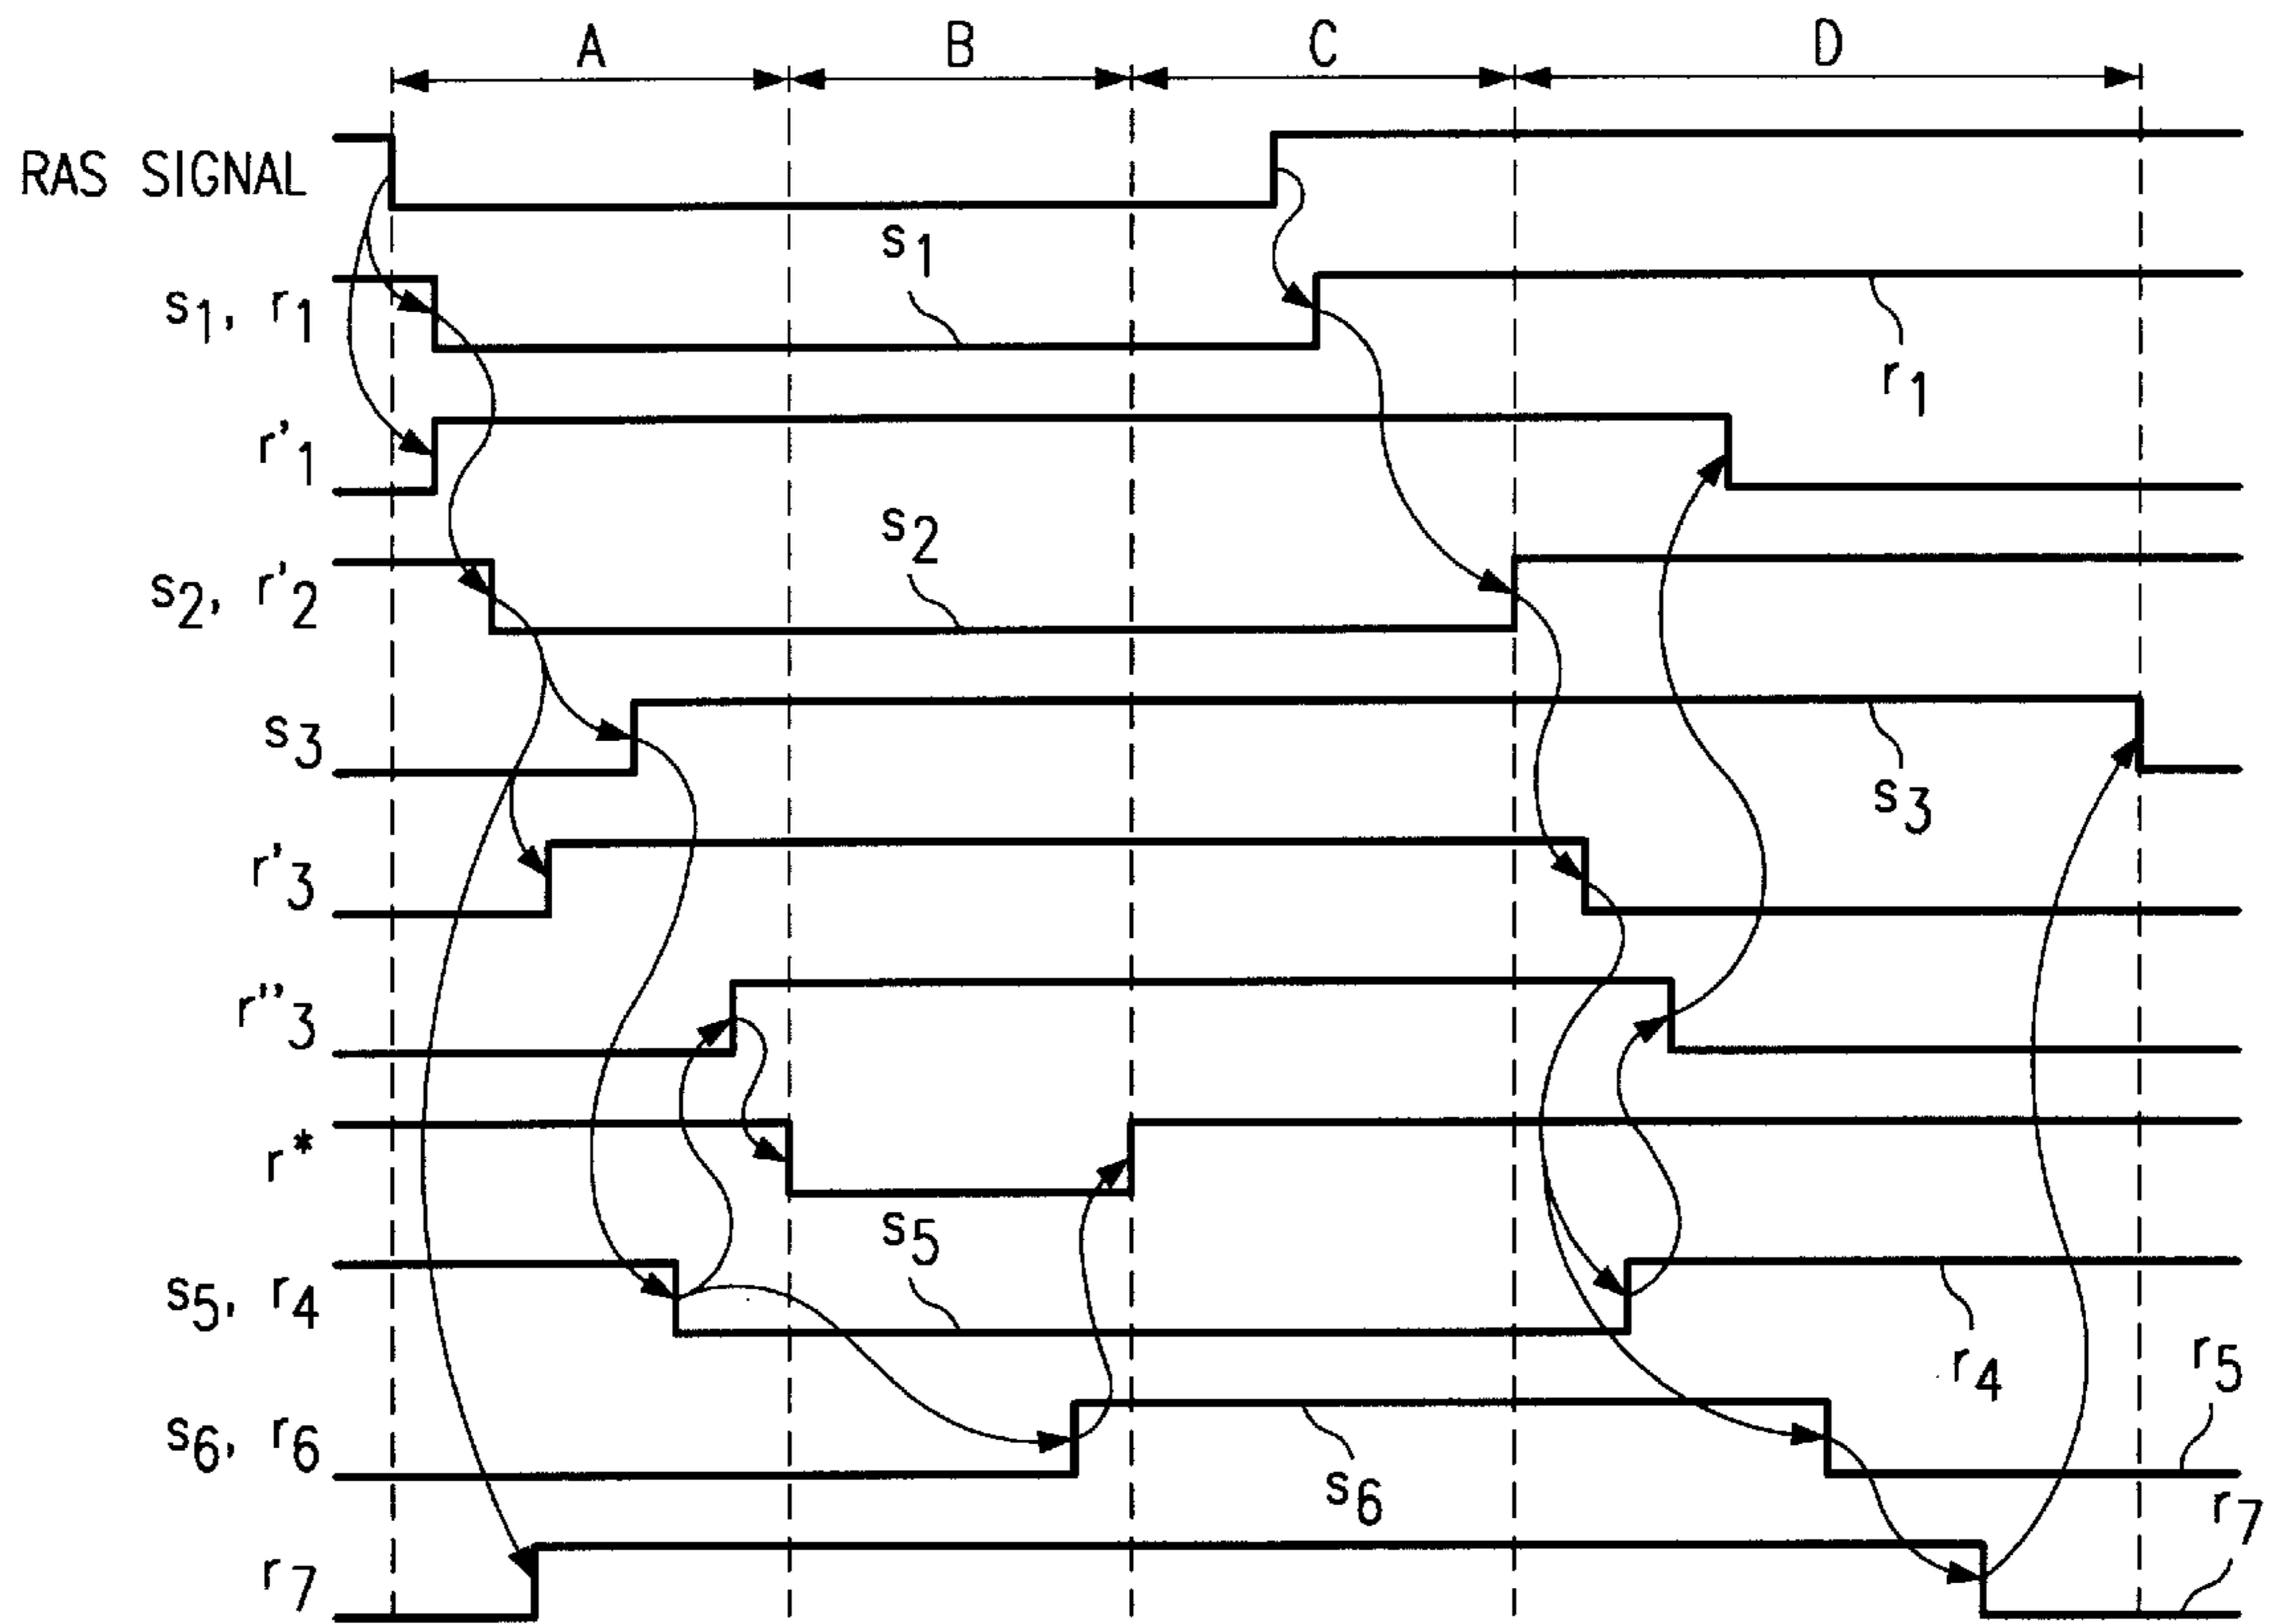 A B C D
RAS SIGNAL
s1
s1, r1
r1
r'1
s2
s2, r'2
s3
s3
r'3
r''3
r*
s5
s5, r4
r4
r5
s6, r6
s6
r7
r7